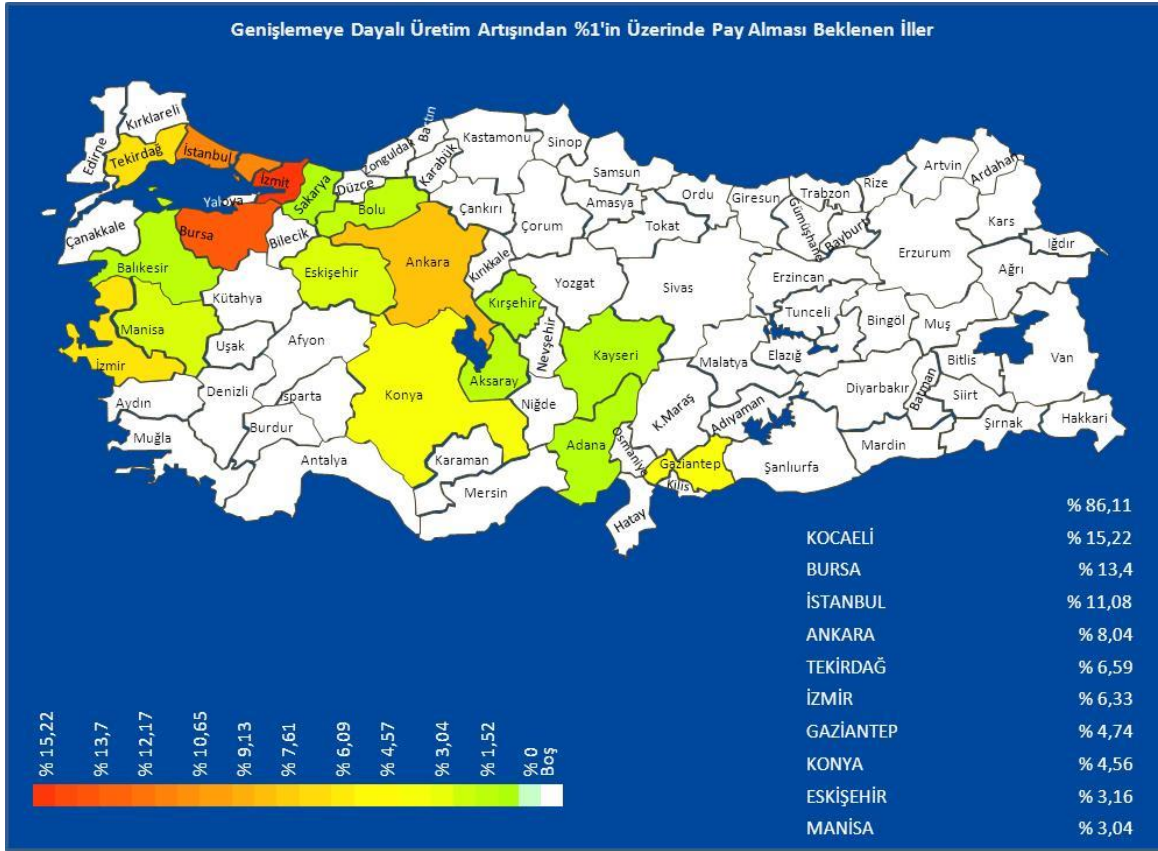 Genişlemeye Dayalı Üretim Artışından %1'in Üzerinde Pay Alması Beklenen İller
Kırklareli
Edirne
Tekirdağ
İstanbul
İzmit
Yalova
Sakarya
Düzce
Zonguldak
Bartın
Karabük
Kastamonu
Sinop
Samsun
Ordu
Giresun
Trabzon
Rize
Artvin
Ardahan
Çanakkale
Bursa
Bilecik
Bolu
Çankırı
Çorum
Amasya
Tokat
Gümüşhane
Bayburt
Erzurum
Kars
Iğdır
Balıkesir
Kütahya
Eskişehir
Ankara
Kırıkkale
Yozgat
Sivas
Erzincan
Ağrı
Manisa
Uşak
Afyon
Kırşehir
Nevşehir
Kayseri
Malatya
Tunceli
Elazığ
Bingöl
Muş
Bitlis
Van
İzmir
Aydın
Denizli
Isparta
Konya
Aksaray
Niğde
K.Maraş
Adıyaman
Diyarbakır
Batman
Siirt
Şırnak
Hakkari
Muğla
Burdur
Antalya
Karaman
Mersin
Adana
Osmaniye
Gaziantep
Kilis
Şanlıurfa
Mardin
Hatay
% 86,11
KOCAELİ % 15,22
BURSA % 13,4
İSTANBUL % 11,08
ANKARA % 8,04
TEKİRDAĞ % 6,59
İZMİR % 6,33
GAZİANTEP % 4,74
KONYA % 4,56
ESKİŞEHİR % 3,16
MANİSA % 3,04
% 15,22
% 13,7
% 12,17
% 10,65
% 9,13
% 7,61
% 6,09
% 4,57
% 3,04
% 1,52
% 0
Boş